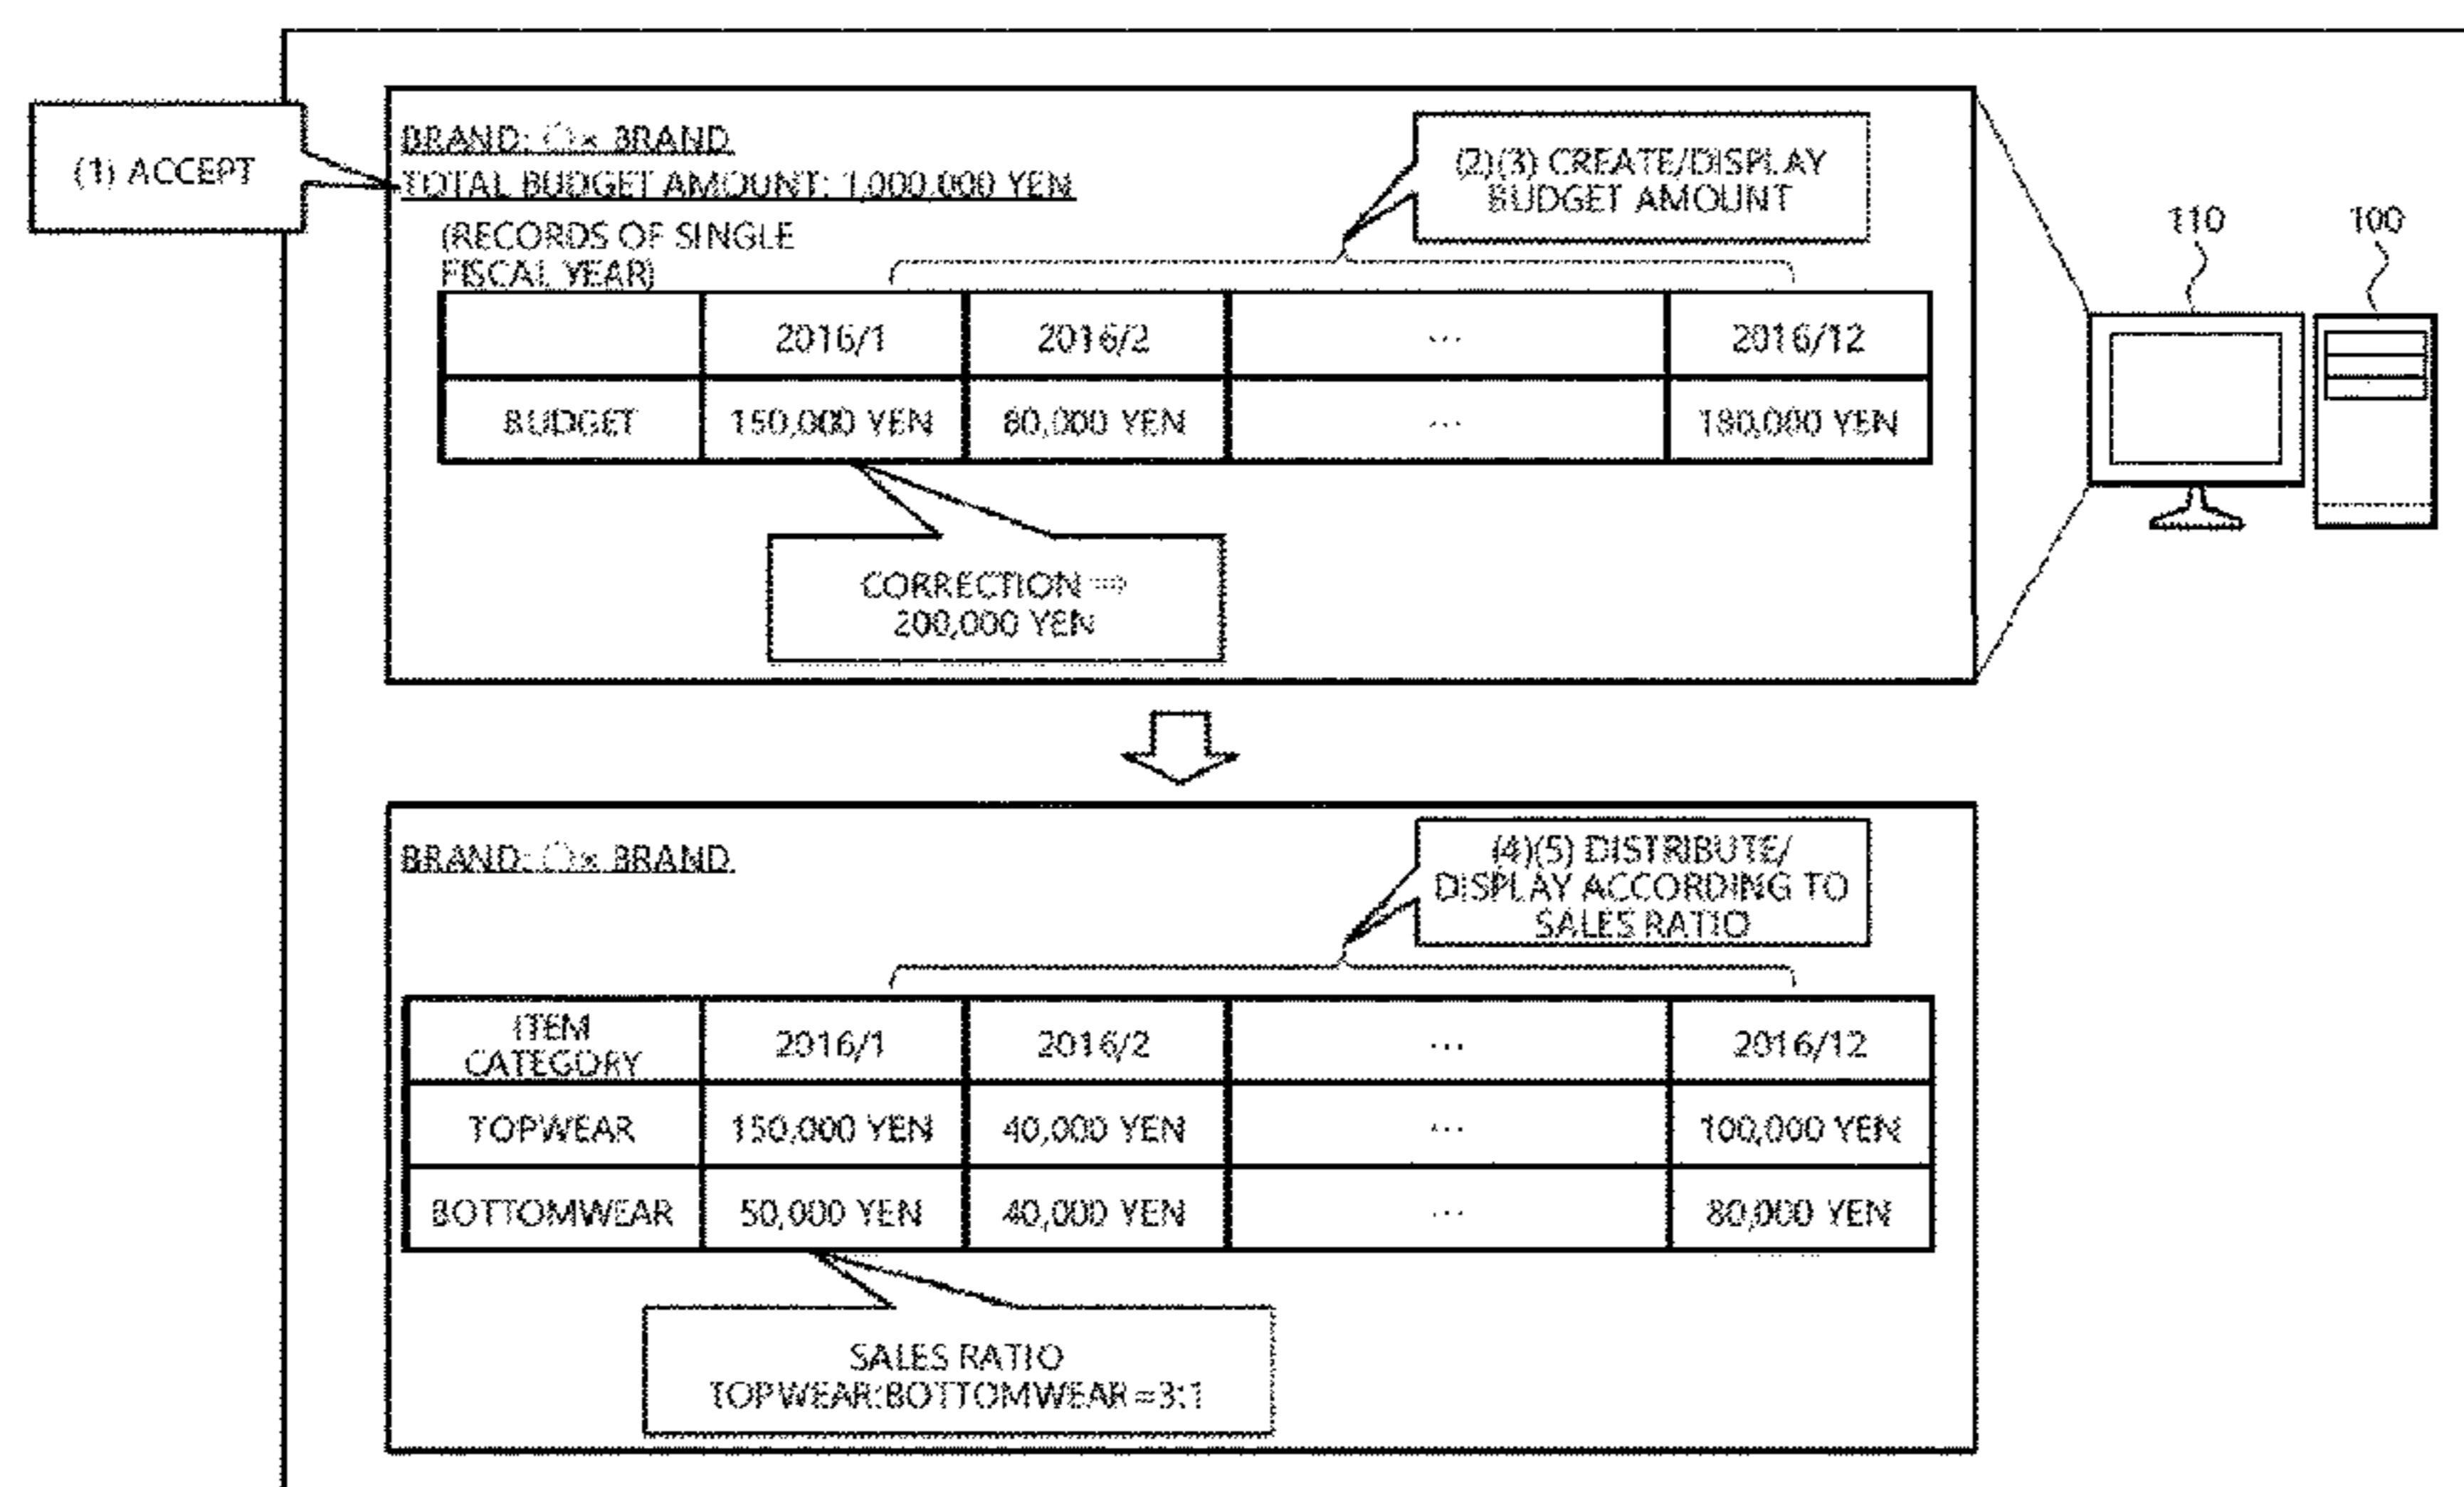 (1) ACCEPT
BRAND: ○× BRAND
TOTAL BUDGET AMOUNT: 1,000,000 YEN
(2)(3) CREATE/DISPLAY
BUDGET AMOUNT
(RECORDS OF SINGLE
FISCAL YEAR)
110 100
2016/1 2016/2 ... 2016/12
BUDGET 150,000 YEN 80,000 YEN ... 180,000 YEN
CORRECTION ⇒
200,000 YEN
BRAND: ○× BRAND
(4)(5) DISTRIBUTE/
DISPLAY ACCORDING TO
SALES RATIO
ITEM
CATEGORY 2016/1 2016/2 ... 2016/12
TOPWEAR 150,000 YEN 40,000 YEN ... 100,000 YEN
BOTTOMWEAR 50,000 YEN 40,000 YEN ... 80,000 YEN
SALES RATIO
TOPWEAR:BOTTOMWEAR=3:1